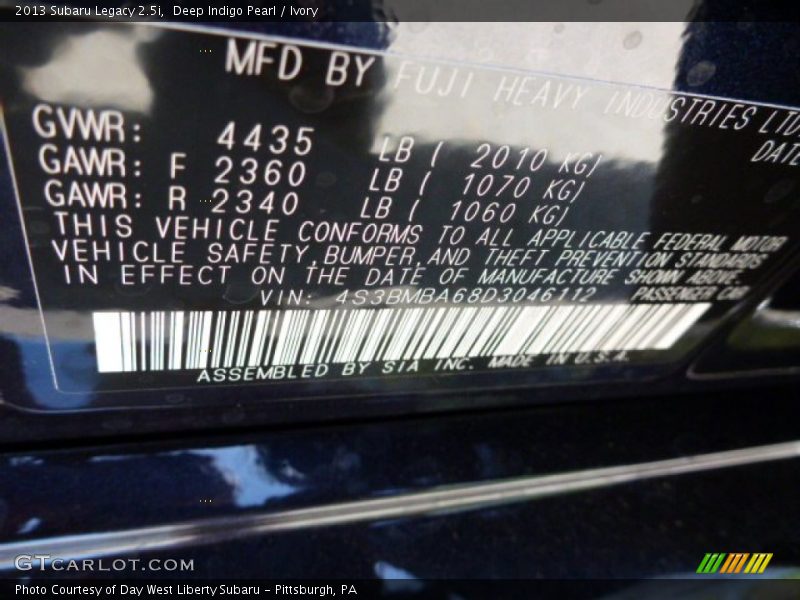 2013 Subaru Legacy 2.5i, Deep Indigo Pearl / Ivory
MFD BY FUJI HEAVY INDUSTRIES LTD
DATE
GVWR: 4435 LB ( 2010 KG)
GAWR: F 2360 LB ( 1070 KG)
GAWR: R 2340 LB ( 1060 KG)
THIS VEHICLE CONFORMS TO ALL APPLICABLE FEDERAL MOTOR
VEHICLE SAFETY, BUMPER, AND THEFT PREVENTION STANDARDS
IN EFFECT ON THE DATE OF MANUFACTURE SHOWN ABOVE.
VIN: 4S3BMBA68D3046112 PASSENGER CAR
ASSEMBLED BY SIA INC. MADE IN U.S.A.
GTCARLOT.COM
Photo Courtesy of Day West Liberty Subaru - Pittsburgh, PA